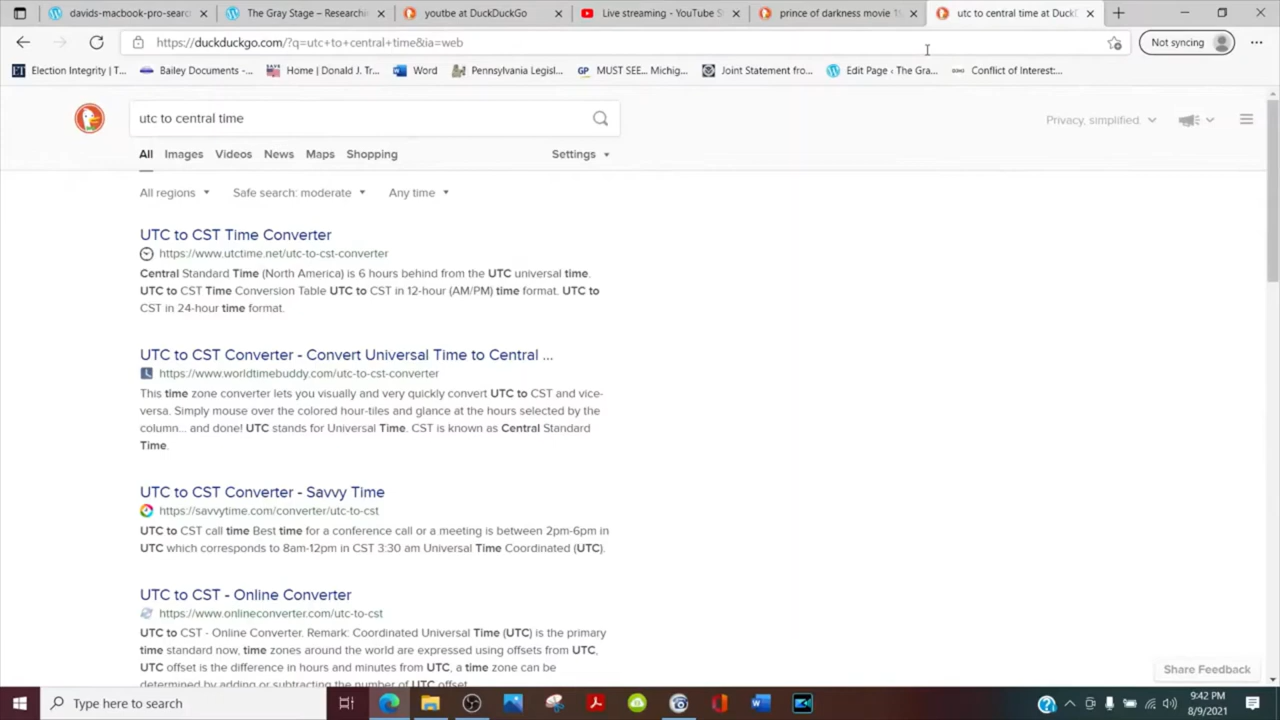 davids-macbook-pro-searc
The Gray Stage – Researchin
youtbe at DuckDuckGo
Live streaming - YouTube S
prince of darkness movie 19
utc to central time at DuckD
https://duckduckgo.com/?q=utc+to+central+time&ia=web
Not syncing
Election Integrity | T...
Bailey Documents -...
Home | Donald J. Tr...
Word
Pennsylvania Legisl...
GP MUST SEE... Michig...
Joint Statement fro...
Edit Page ‹ The Gra...
Conflict of Interest:...
utc to central time
Privacy, simplified.
All
Images
Videos
News
Maps
Shopping
Settings
All regions
Safe search: moderate
Any time
UTC to CST Time Converter
https://www.utctime.net/utc-to-cst-converter
Central Standard Time (North America) is 6 hours behind from the UTC universal time.
UTC to CST Time Conversion Table UTC to CST in 12-hour (AM/PM) time format. UTC to
CST in 24-hour time format.
UTC to CST Converter - Convert Universal Time to Central ...
https://www.worldtimebuddy.com/utc-to-cst-converter
This time zone converter lets you visually and very quickly convert UTC to CST and vice-
versa. Simply mouse over the colored hour-tiles and glance at the hours selected by the
column... and done! UTC stands for Universal Time. CST is known as Central Standard
Time.
UTC to CST Converter - Savvy Time
https://savvytime.com/converter/utc-to-cst
UTC to CST call time Best time for a conference call or a meeting is between 2pm-6pm in
UTC which corresponds to 8am-12pm in CST 3:30 am Universal Time Coordinated (UTC).
UTC to CST - Online Converter
https://www.onlineconverter.com/utc-to-cst
UTC to CST - Online Converter. Remark: Coordinated Universal Time (UTC) is the primary
time standard now, time zones around the world are expressed using offsets from UTC,
UTC offset is the difference in hours and minutes from UTC, a time zone can be
determined by adding or subtracting the number of UTC offset.
Share Feedback
Type here to search
9:42 PM
8/9/2021